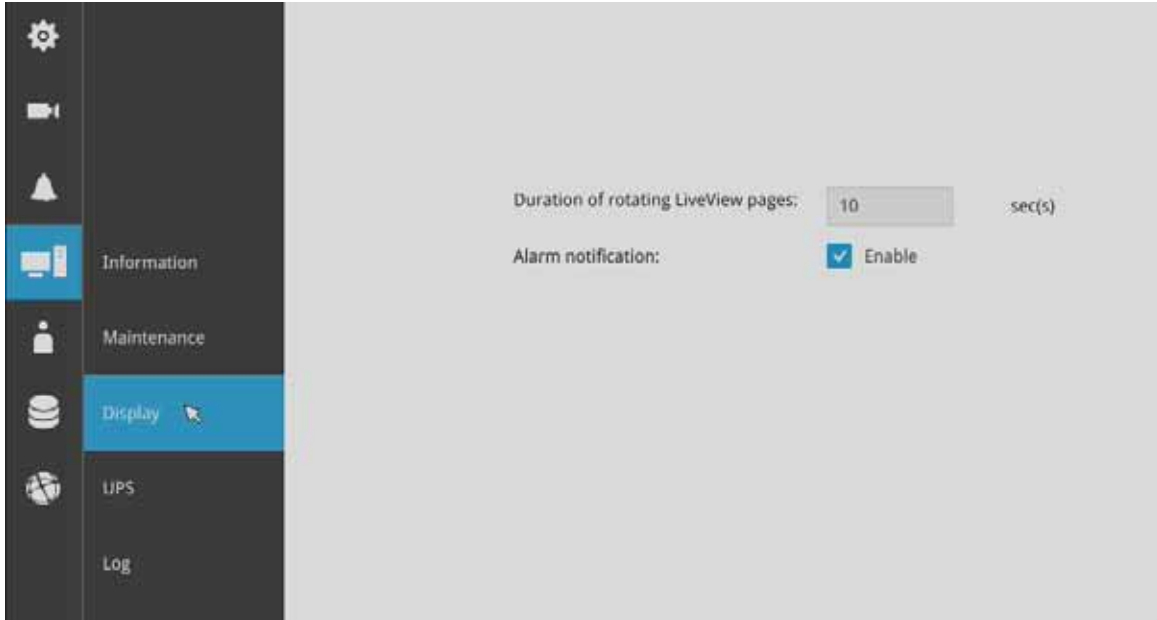 Duration of rotating LiveView pages: 10 sec(s)
Alarm notification: Enable
Information
Maintenance
Display
UPS
Log